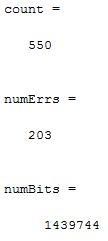 count =
550
numErrs =
203
numBits =
1439744